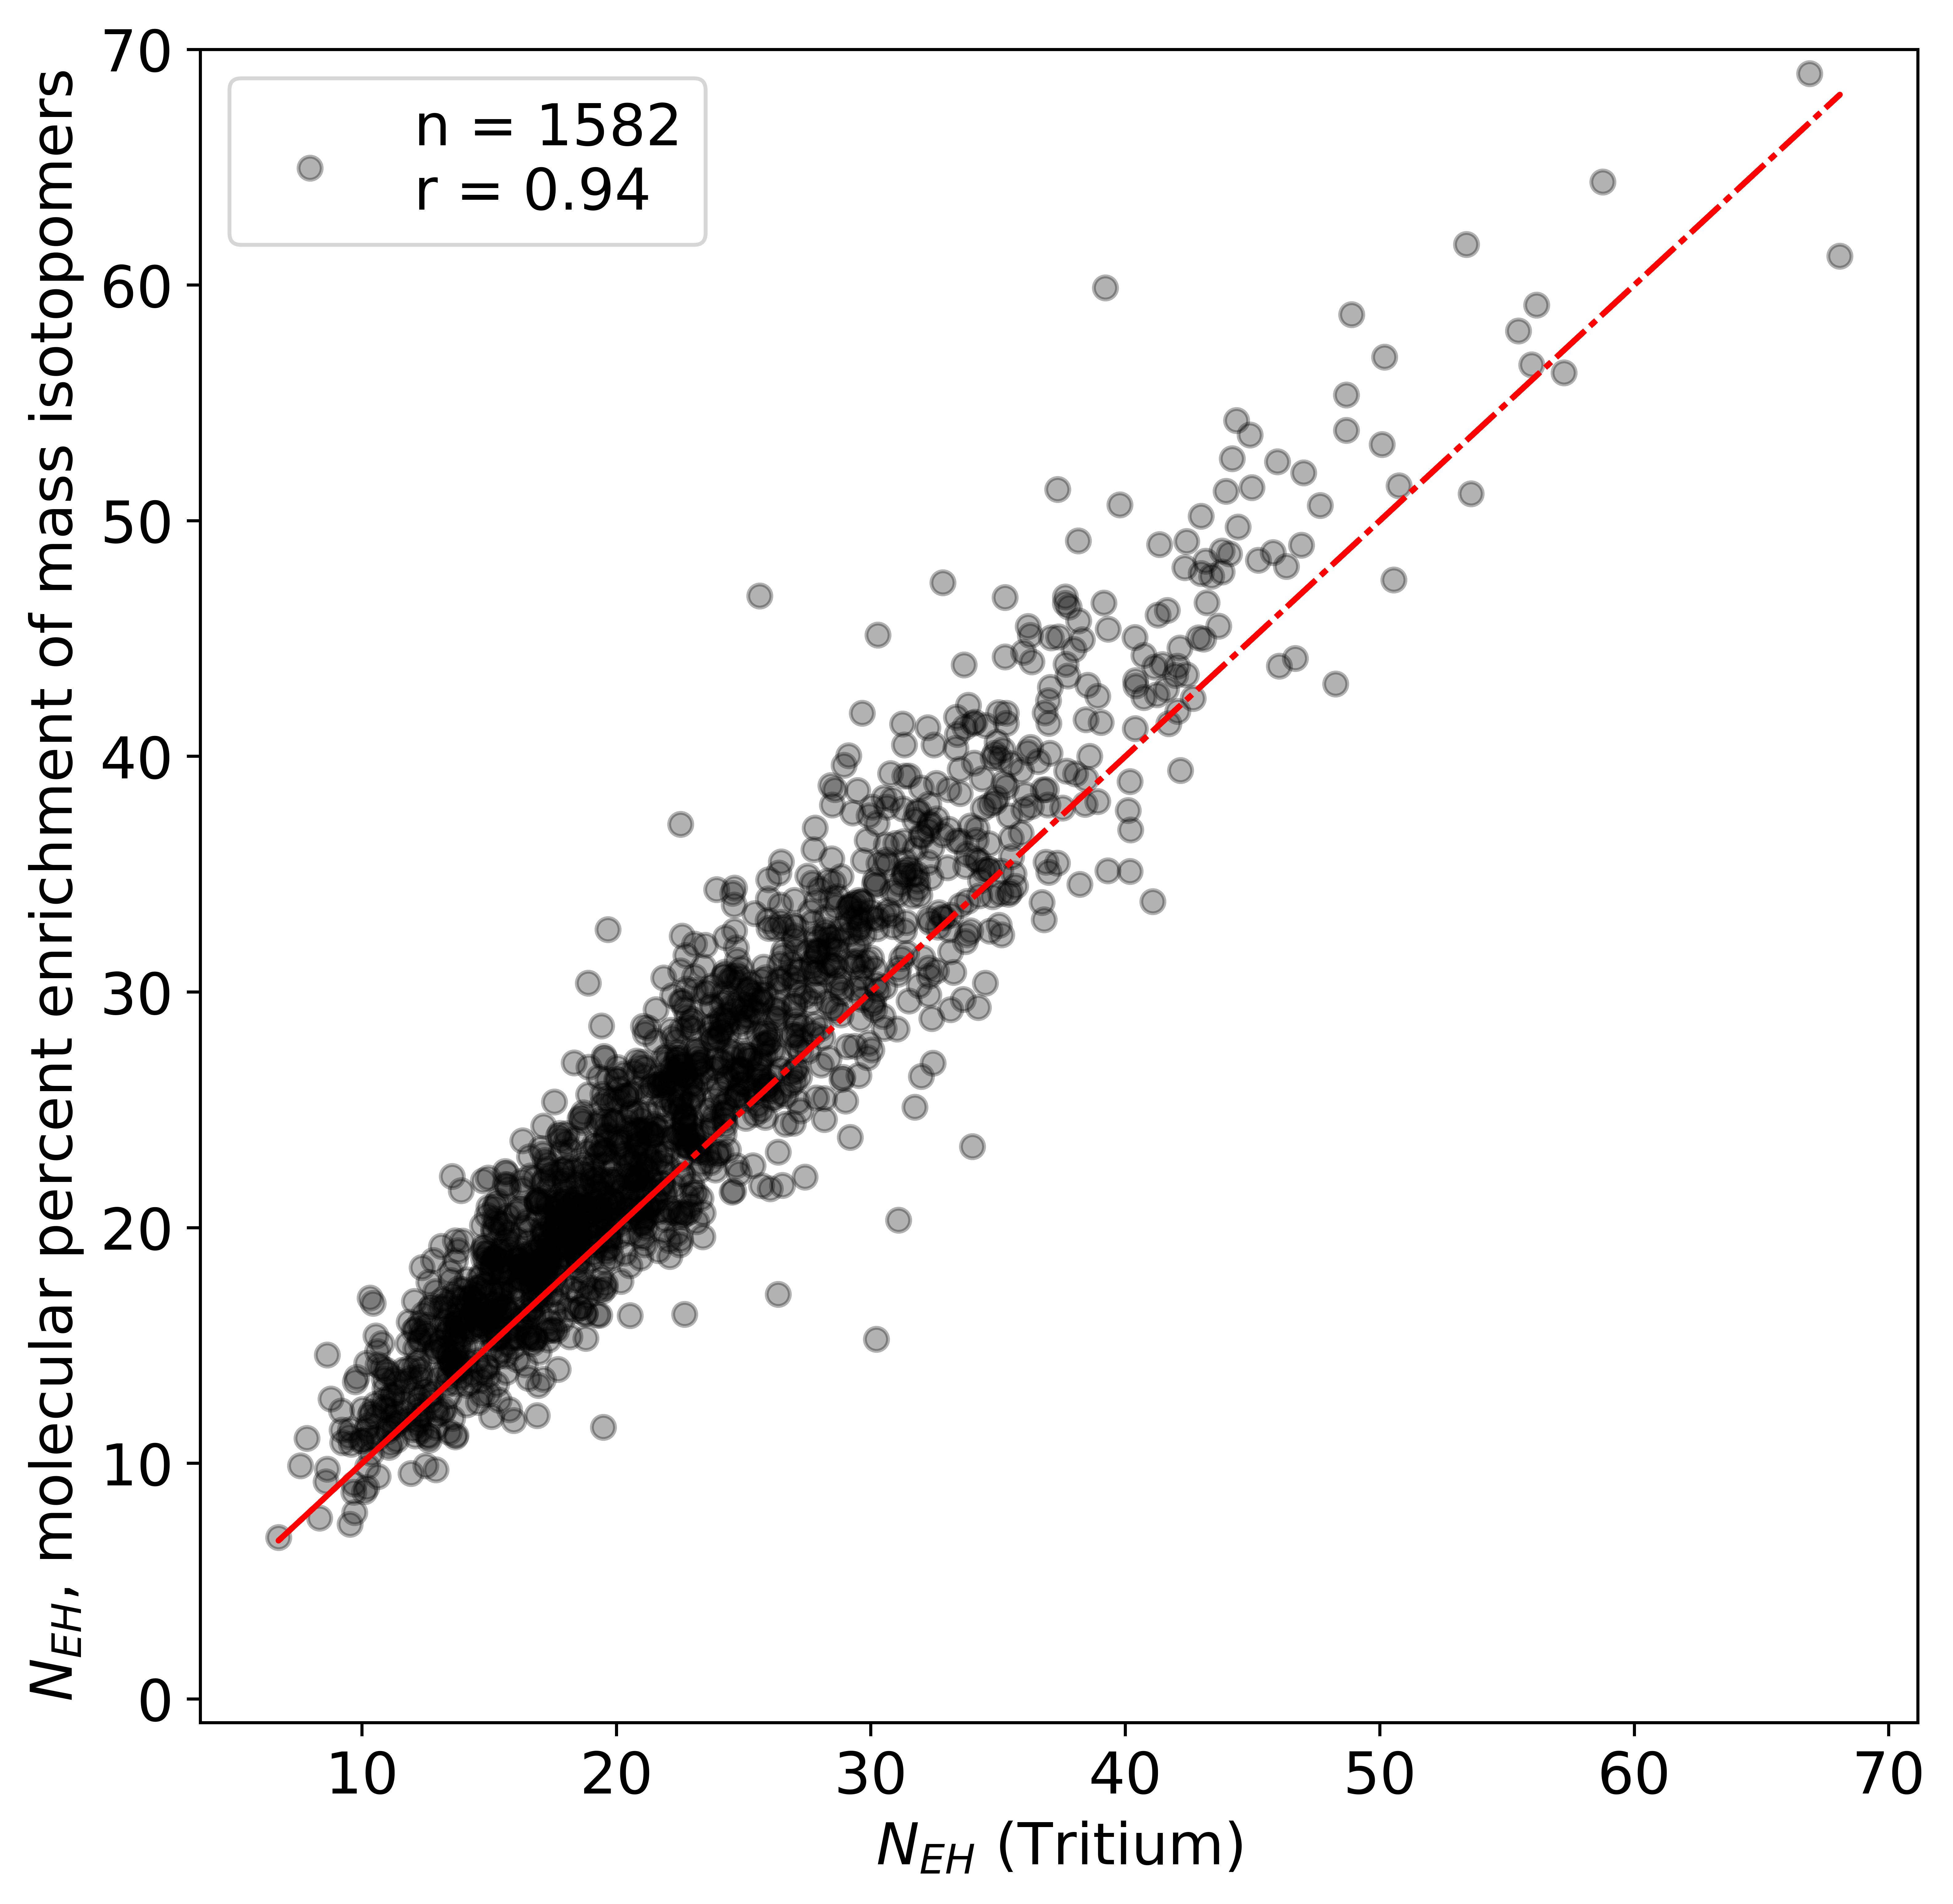 n = 1582
r = 0.94
N_EH, molecular percent enrichment of mass isotopomers
70
60
50
40
30
20
10
0
10 20 30 40 50 60 70
N_EH (Tritium)